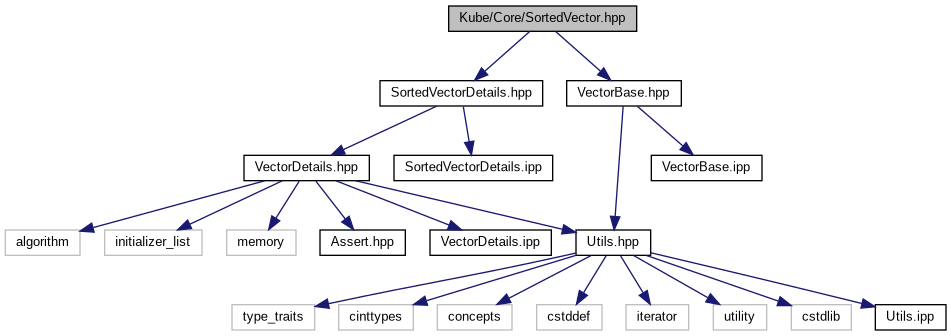 Kube/Core/SortedVector.hpp
SortedVectorDetails.hpp
VectorBase.hpp
VectorDetails.hpp
SortedVectorDetails.ipp
VectorBase.ipp
algorithm
initializer_list
memory
Assert.hpp
VectorDetails.ipp
Utils.hpp
type_traits
cinttypes
concepts
cstddef
iterator
utility
cstdlib
Utils.ipp